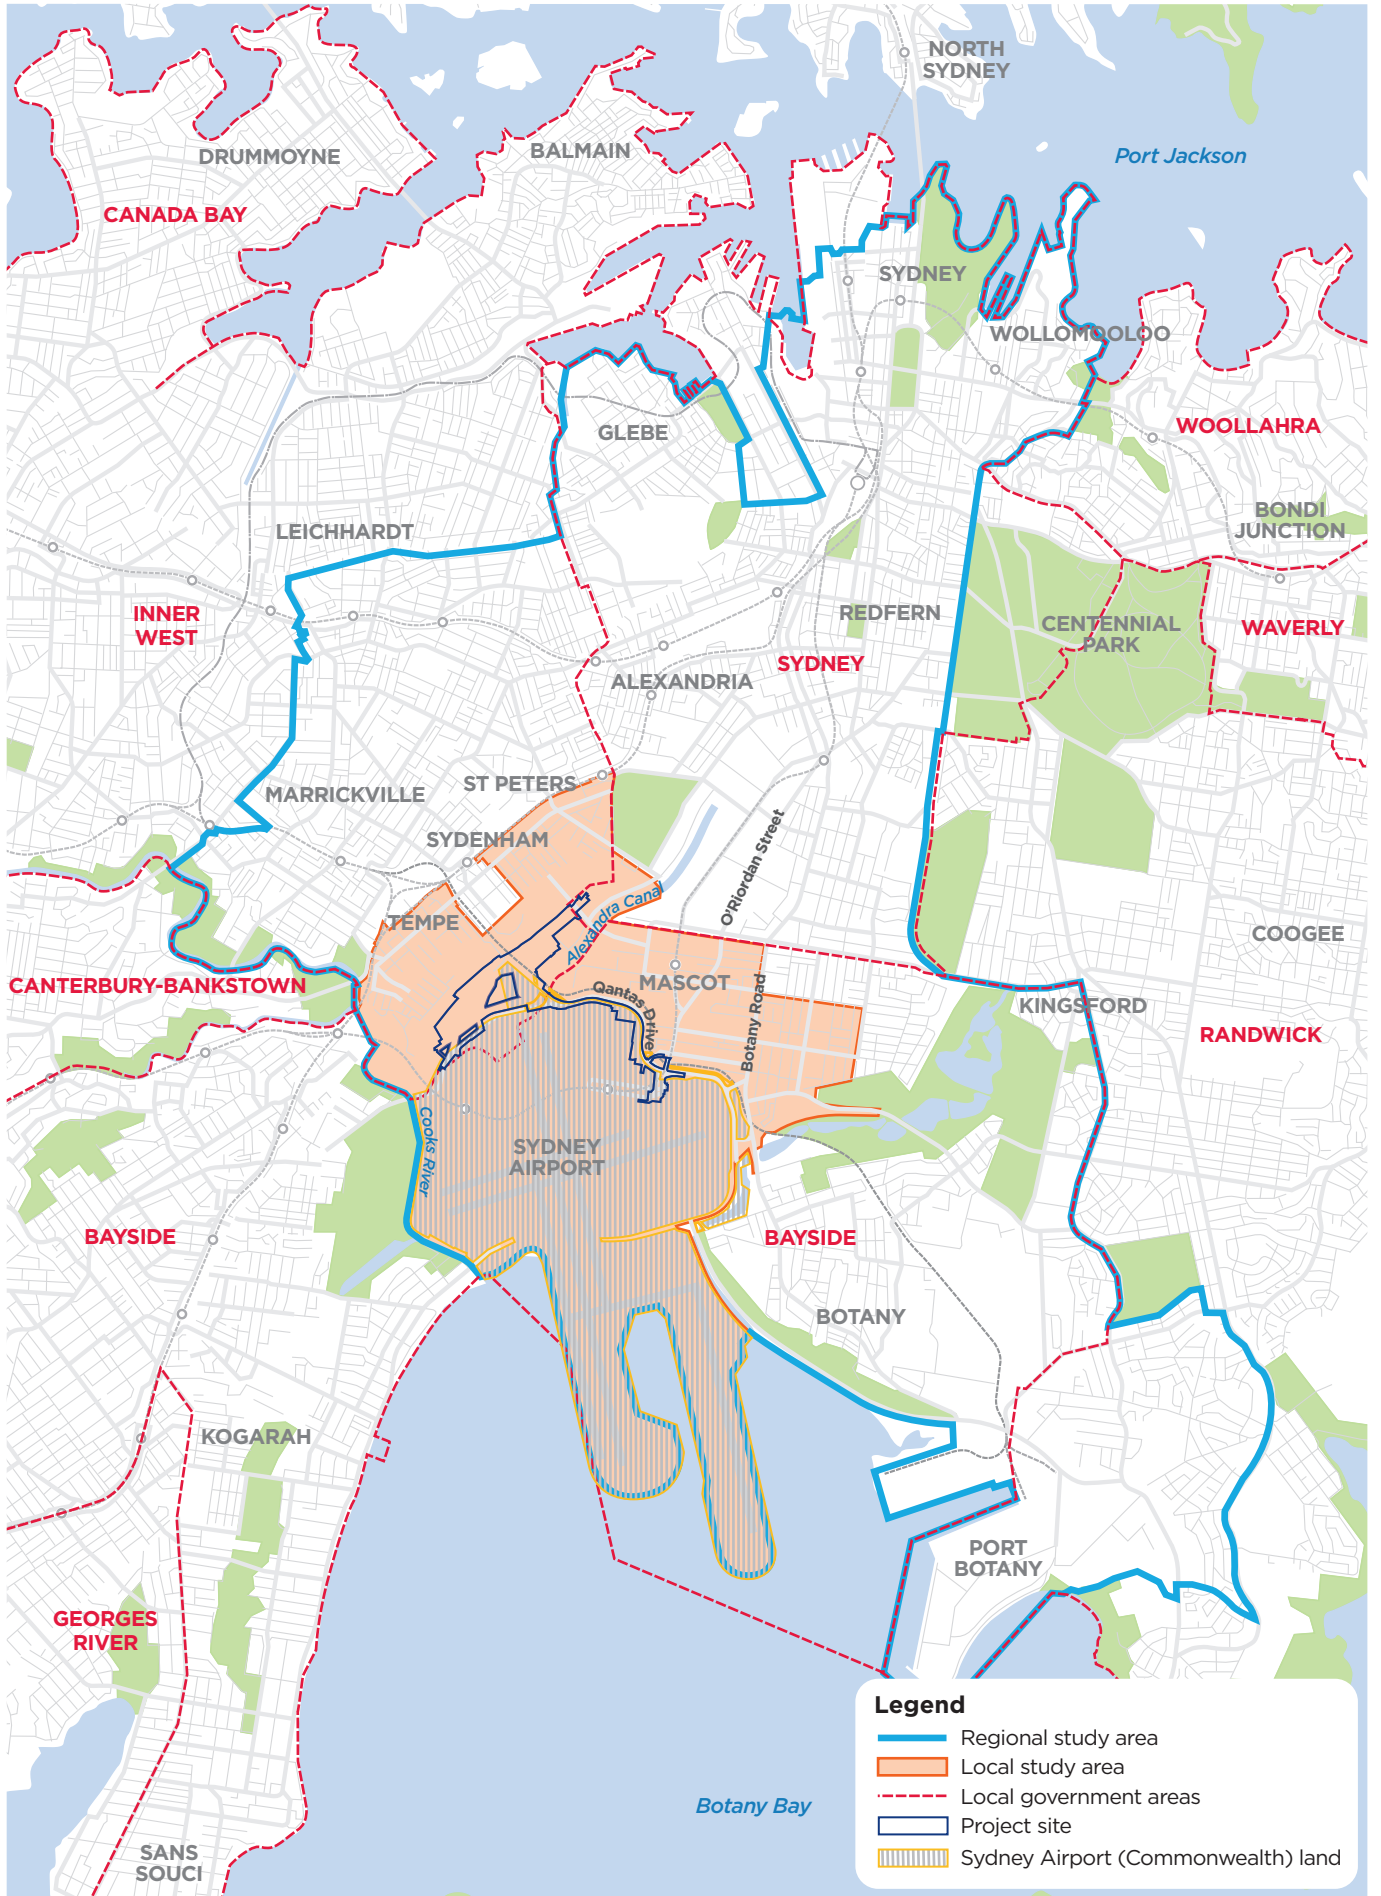 NORTH
SYDNEY
DRUMMOYNE
BALMAIN
Port Jackson
CANADA BAY
SYDNEY
WOLLOMOOLOO
WOOLLAHRA
GLEBE
BONDI
JUNCTION
LEICHHARDT
INNER
WEST
REDFERN
CENTENNIAL
PARK
WAVERLY
SYDNEY
ALEXANDRIA
ST PETERS
MARRICKVILLE
SYDENHAM
O'Riordan Street
TEMPE
Alexandra Canal
COOGEE
CANTERBURY-BANKSTOWN
MASCOT
Qantas Drive
Botany Road
KINGSFORD
RANDWICK
Cooks River
SYDNEY
AIRPORT
BAYSIDE
BAYSIDE
BOTANY
KOGARAH
PORT
BOTANY
GEORGES
RIVER
Botany Bay
SANS
SOUCI
Legend
Regional study area
Local study area
Local government areas
Project site
Sydney Airport (Commonwealth) land